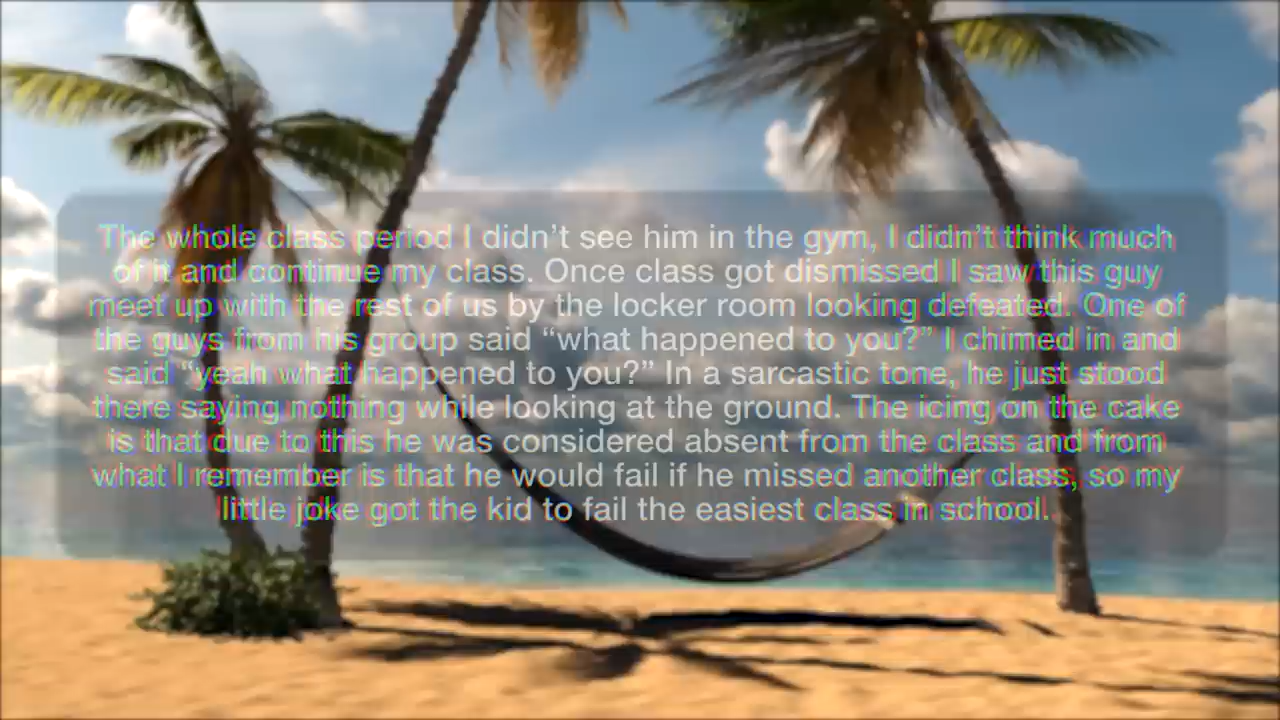 The whole class period I didn’t see him in the gym, I didn’t think much
of it and continue my class. Once class got dismissed I saw this guy
meet up with the rest of us by the locker room looking defeated. One of
the guys from his group said “what happened to you?” I chimed in and
said “yeah what happened to you?” In a sarcastic tone, he just stood
there saying nothing while looking at the ground. The icing on the cake
is that due to this he was considered absent from the class and from
what I remember is that he would fail if he missed another class, so my
little joke got the kid to fail the easiest class in school.